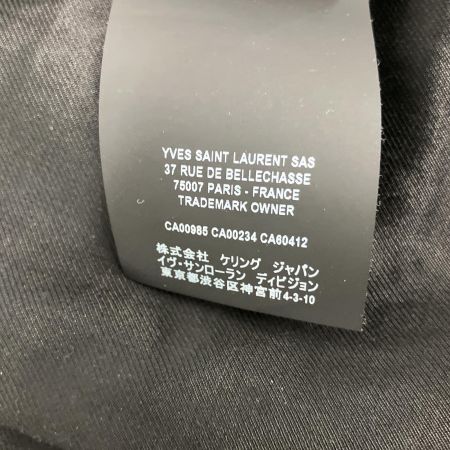 YVES SAINT LAURENT SAS
37 RUE DE BELLECHASSE
75007 PARIS - FRANCE
TRADEMARK OWNER
CA00985 CA00234 CA60412
株式会社 ケリング ジャパン
イヴ・サンローラン ディビジョン
東京都渋谷区神宮前4-3-10